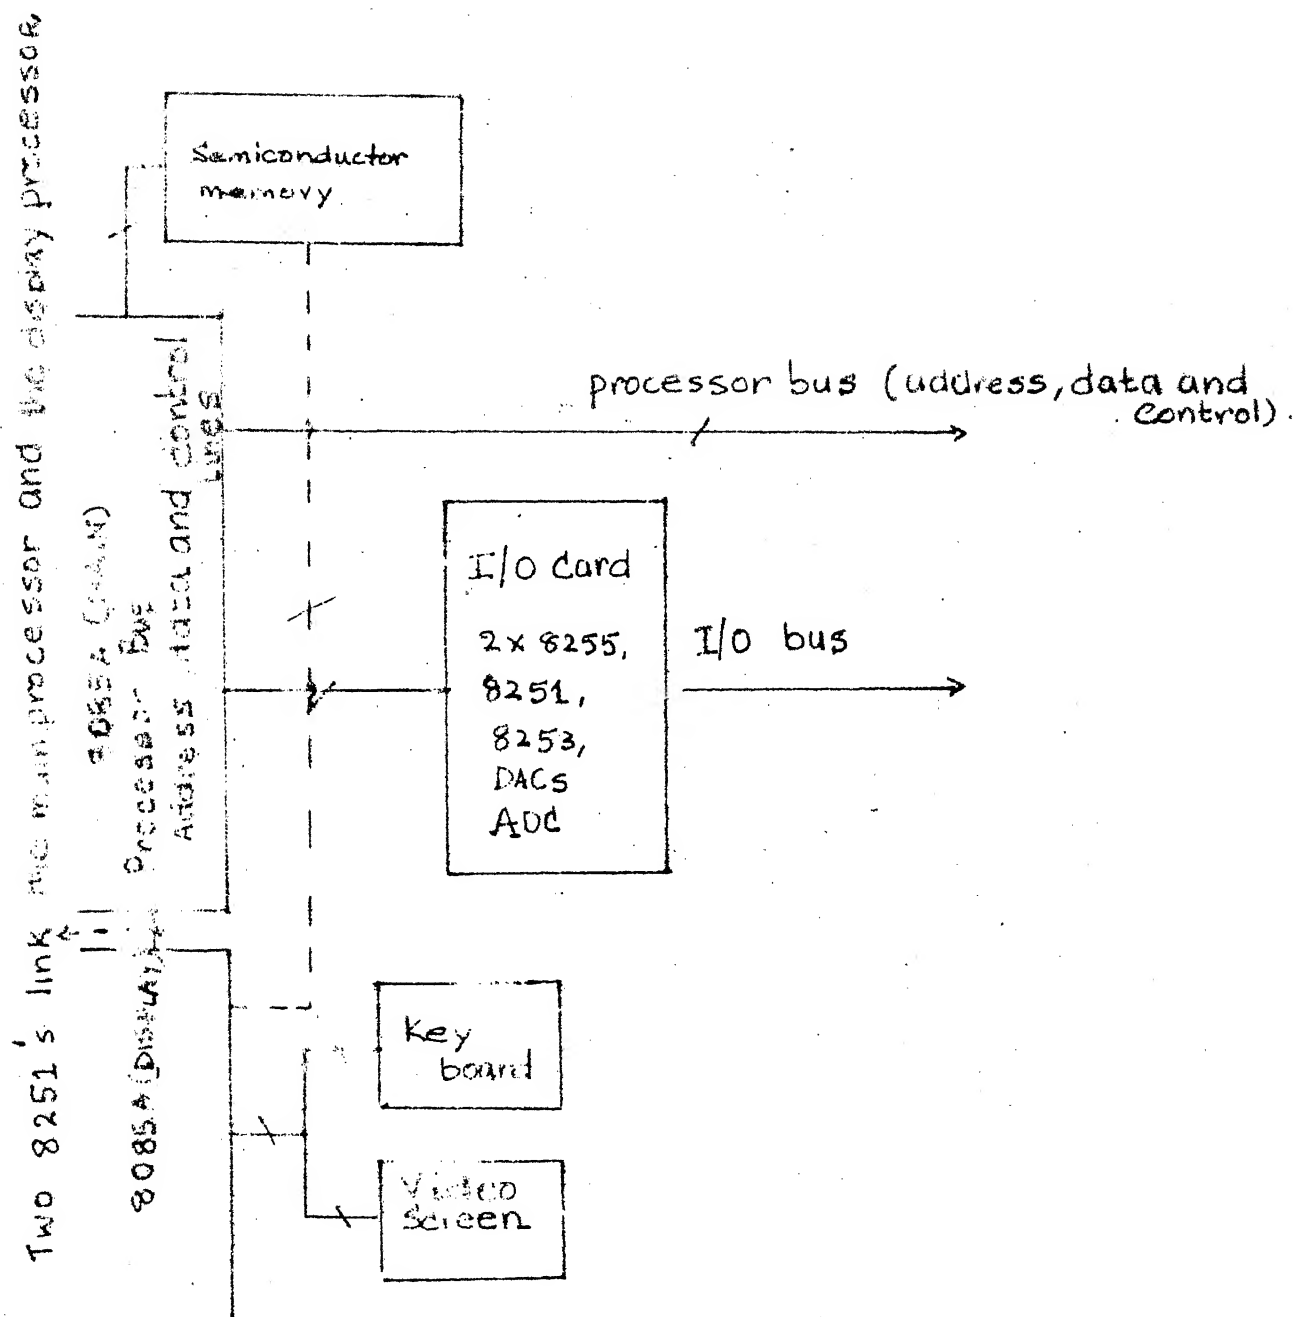 Two 8251's link the main processor and the display processor.
Semiconductor
memory
processor bus (address, data and
control).
8085A (MAIN)
Processor Bus
Address data and control
Lines
I/O Card
2 x 8255,
8251,
8253,
DACs
ADC
I/O bus
8085A (DISPLAY)
Key
board
Video
Screen